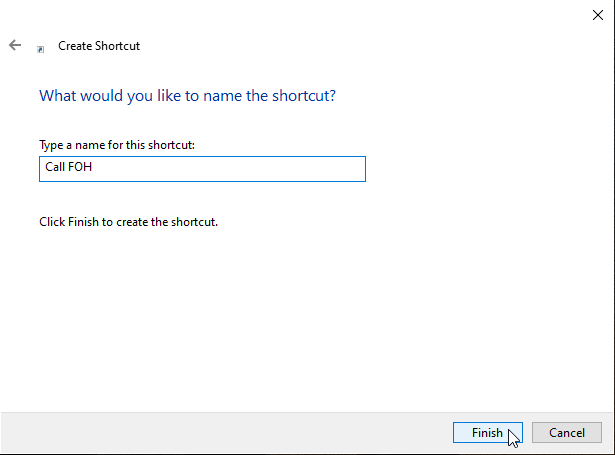 Create Shortcut
What would you like to name the shortcut?
Type a name for this shortcut:
Call FOH
Click Finish to create the shortcut.
Finish
Cancel